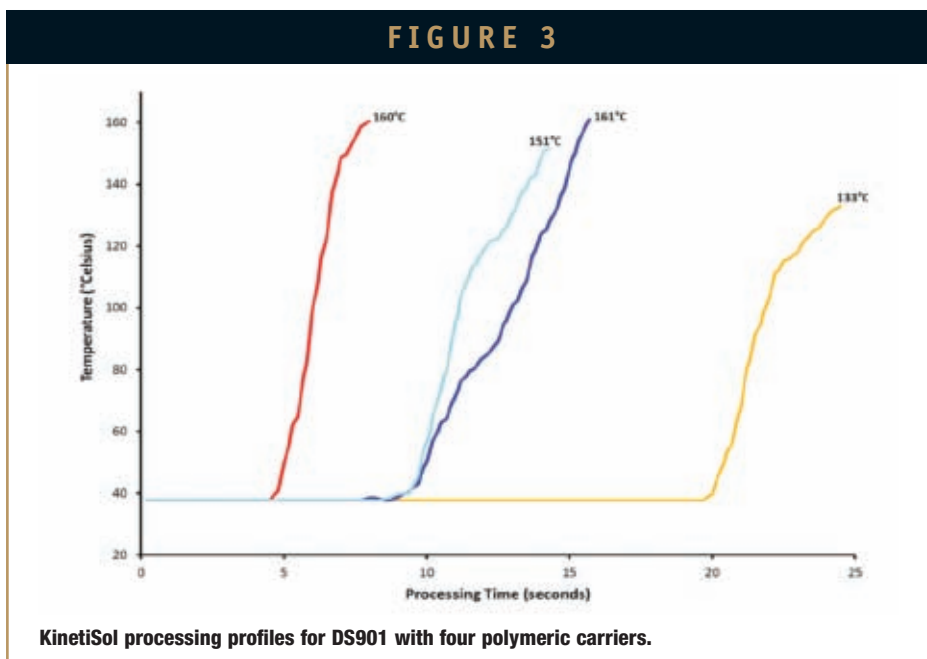 FIGURE 3
160°C
161°C
151°C
133°C
Temperature (°Celsius)
160
140
120
100
80
60
40
20
0
5
10
15
20
25
Processing Time (seconds)
KinetiSol processing profiles for DS901 with four polymeric carriers.